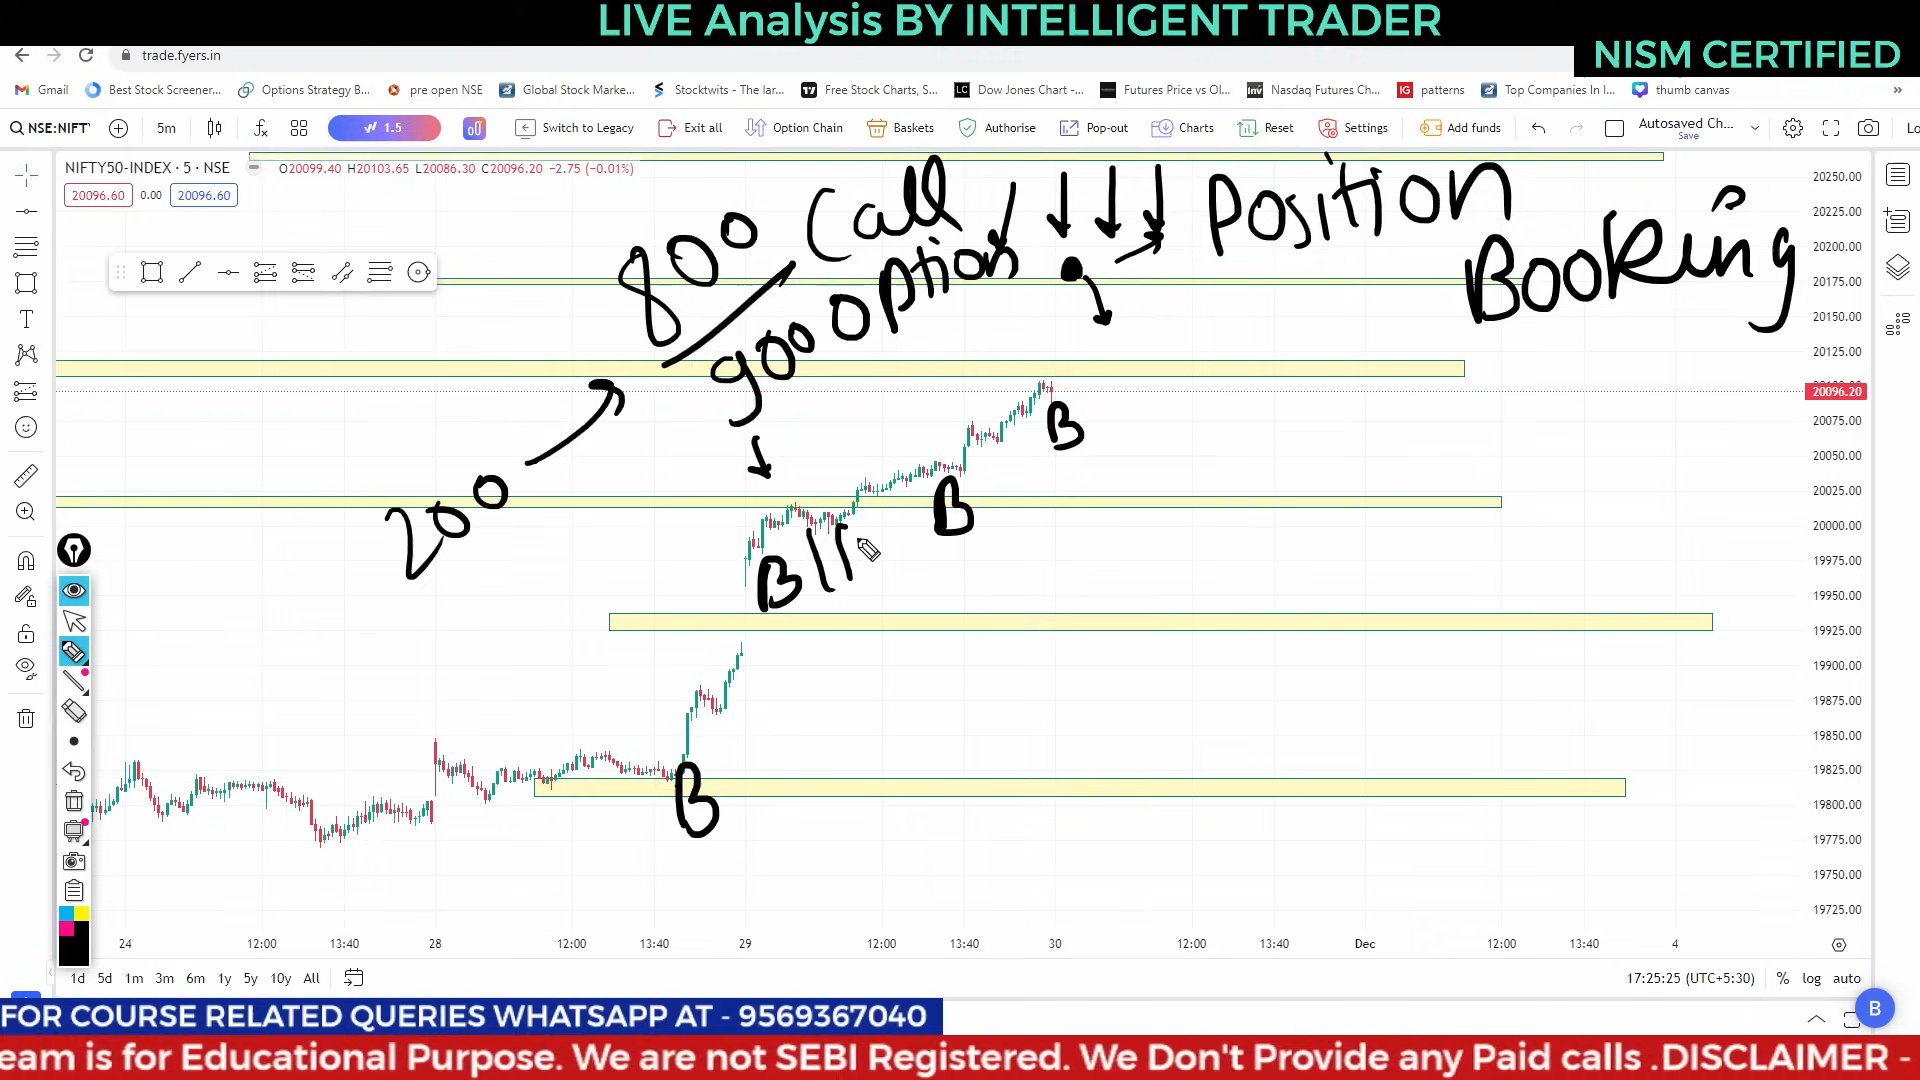 LIVE Analysis BY INTELLIGENT TRADER
NISM CERTIFIED
trade.fyers.in
Gmail Best Stock Screener... Options Strategy B... pre open NSE Global Stock Marke... Stocktwits - The lar... Free Stock Charts, S... Dow Jones Chart -... Futures Price vs Ol... Nasdaq Futures Ch... patterns Top Companies In I... thumb canvas »
NSE:NIFTY 5m 1.5 Switch to Legacy Exit all Option Chain Baskets Authorise Pop-out Charts Reset Settings Add funds Autosaved Ch... Save Lo
NIFTY50-INDEX · 5 · NSE O20099.40 H20103.65 L20086.30 C20096.20 −2.75 (−0.01%)
20096.60 0.00 20096.60
Call Position
800 option Booking
900
200
B
B
B
B
20250.00
20225.00
20200.00
20175.00
20150.00
20125.00
20096.20
20075.00
20050.00
20025.00
20000.00
19975.00
19950.00
19925.00
19900.00
19875.00
19850.00
19825.00
19800.00
19775.00
19750.00
19725.00
24 12:00 13:40 28 12:00 13:40 29 12:00 13:40 30 12:00 13:40 Dec 12:00 13:40 4
1d 5d 1m 3m 6m 1y 5y 10y All 17:25:25 (UTC+5:30) % log auto
B
FOR COURSE RELATED QUERIES WHATSAPP AT - 9569367040
eam is for Educational Purpose. We are not SEBI Registered. We Don't Provide any Paid calls .DISCLAIMER -